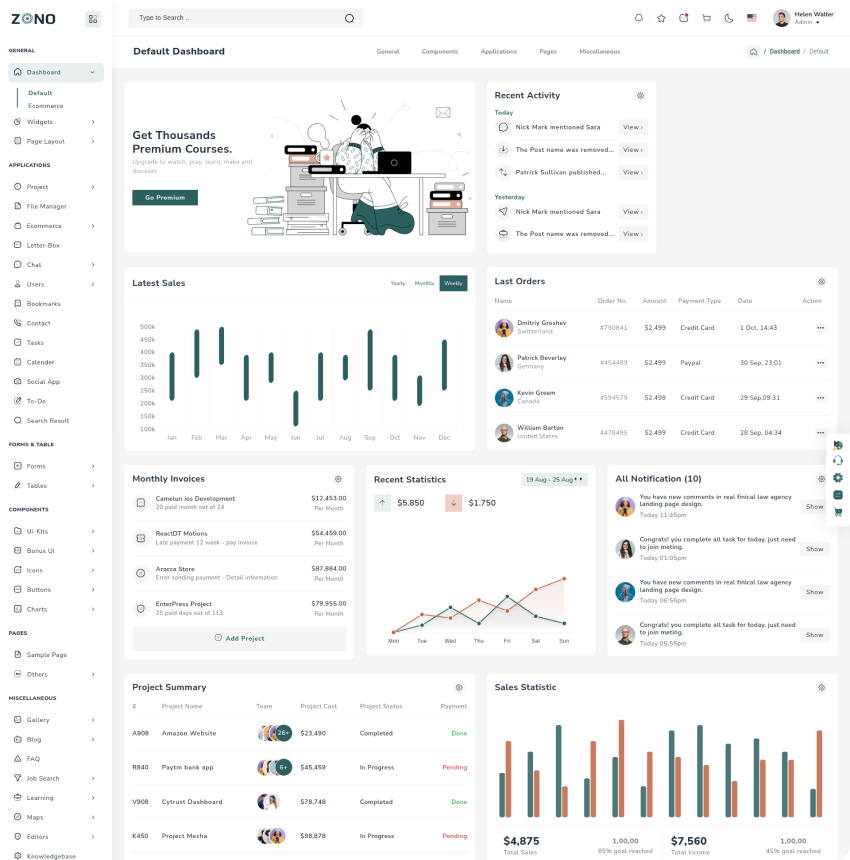 ZONO
Type to Search ..
Helen Walter
Admin
GENERAL
Dashboard
Default
Ecommerce
Widgets
Page Layout
APPLICATIONS
Project
File Manager
Ecommerce
Letter-Box
Chat
Users
Bookmarks
Contact
Tasks
Calender
Social App
To-Do
Search Result
FORMS & TABLE
Forms
Tables
COMPONENTS
Ui-Kits
Bonus UI
Icons
Buttons
Charts
PAGES
Sample Page
Others
MISCELLANEOUS
Gallery
Blog
FAQ
Job Search
Learning
Maps
Editors
Knowledgebase
Default Dashboard
General Components Applications Pages Miscellaneous
/ Dashboard / Default
Get Thousands
Premium Courses.
Upgrade to watch, play, learn, make and
discover.
Go Premium
Recent Activity
Today
Nick Mark mentioned Sara View
The Post name was removed... View
Patrick Sullivan published... View
Yesterday
Nick Mark mentioned Sara View
The Post name was removed... View
Latest Sales
Yearly Monthly Weekly
500k
450k
400k
350k
300k
250k
200k
150k
100k
Jan Feb Mar Apr May Jun Jul Aug Sep Oct Nov Dec
Last Orders
Name Order No. Amount Payment Type Date Action
Dmitriy Groshev
Switzerland
#790841 $2.499 Credit Card 1 Oct, 14:43
Patrick Beverley
Germany
#454489 $2.499 Paypal 30 Sep, 23:01
Kevin Greem
Canada
#594579 $2.499 Credit Card 29 Sep,09:31
William Barton
United States
#478495 $2.499 Credit Card 28 Sep, 04:34
Monthly Invoices
Camelun ios Development $12,453.00
20 paid month out of 24 Per Month
ReactDT Motions $54,459.00
Late payment 12 week - pay invoice Per Month
Arocca Store $87,884.00
Error sending payment - Detail information Per Month
EnterPress Project $79,955.00
25 paid days out of 113 Per Month
Add Project
Recent Statistics
19 Aug - 25 Aug
$5.850 $1.750
Mon Tue Wed Thu Fri Sat Sun
All Notification (10)
You have new comments in real finical law agency
landing page design.
Today 11:45pm
Show
Congrats! you complete all task for today. just need
to join meting.
Today 01:05pm
Show
You have new comments in real finical law agency
landing page design.
Today 06:55pm
Show
Congrats! you complete all task for today. just need
to join meting.
Today 06:55pm
Show
Project Summary
# Project Name Team Project Cost Project Status Payment
A908 Amazon Website 26+ $23,490 Completed Done
R840 Paytm bank app 6+ $45,459 In Progress Pending
V908 Cytrust Dashboard $78,748 Completed Done
K450 Project Mecha $98,878 In Progress Pending
Sales Statistic
$4,875 1,00,00 $7,560 1,00,00
Total Sales 85% goal reached Total Income 45% goal reached